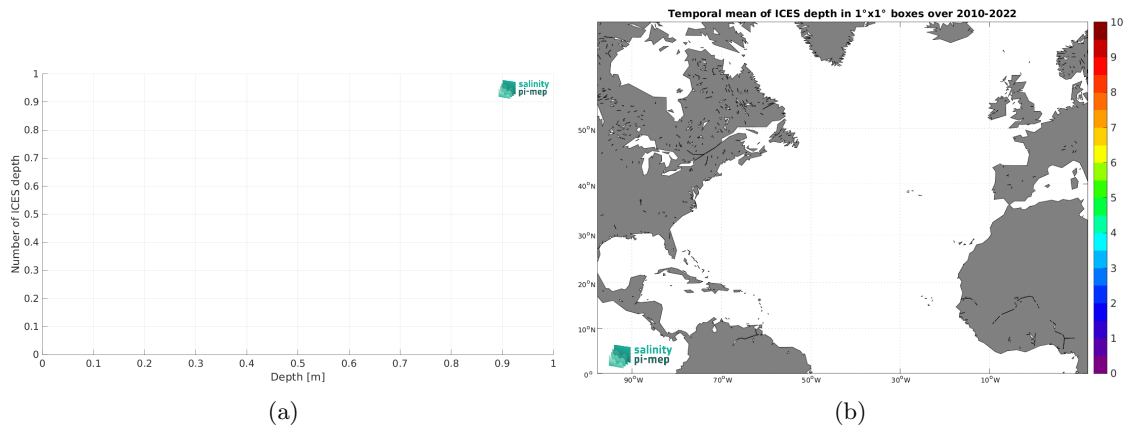 Temporal mean of ICES depth in 1°x1° boxes over 2010-2022
1
0.9
0.8
0.7
0.6
0.5
0.4
0.3
0.2
0.1
0
Number of ICES depth
salinity
pi-mep
0 0.1 0.2 0.3 0.4 0.5 0.6 0.7 0.8 0.9 1
Depth [m]
(a)
50°N
40°N
30°N
20°N
10°N
0°
salinity
pi-mep
90°W 70°W 50°W 30°W 10°W
10
9
8
7
6
5
4
3
2
1
0
(b)